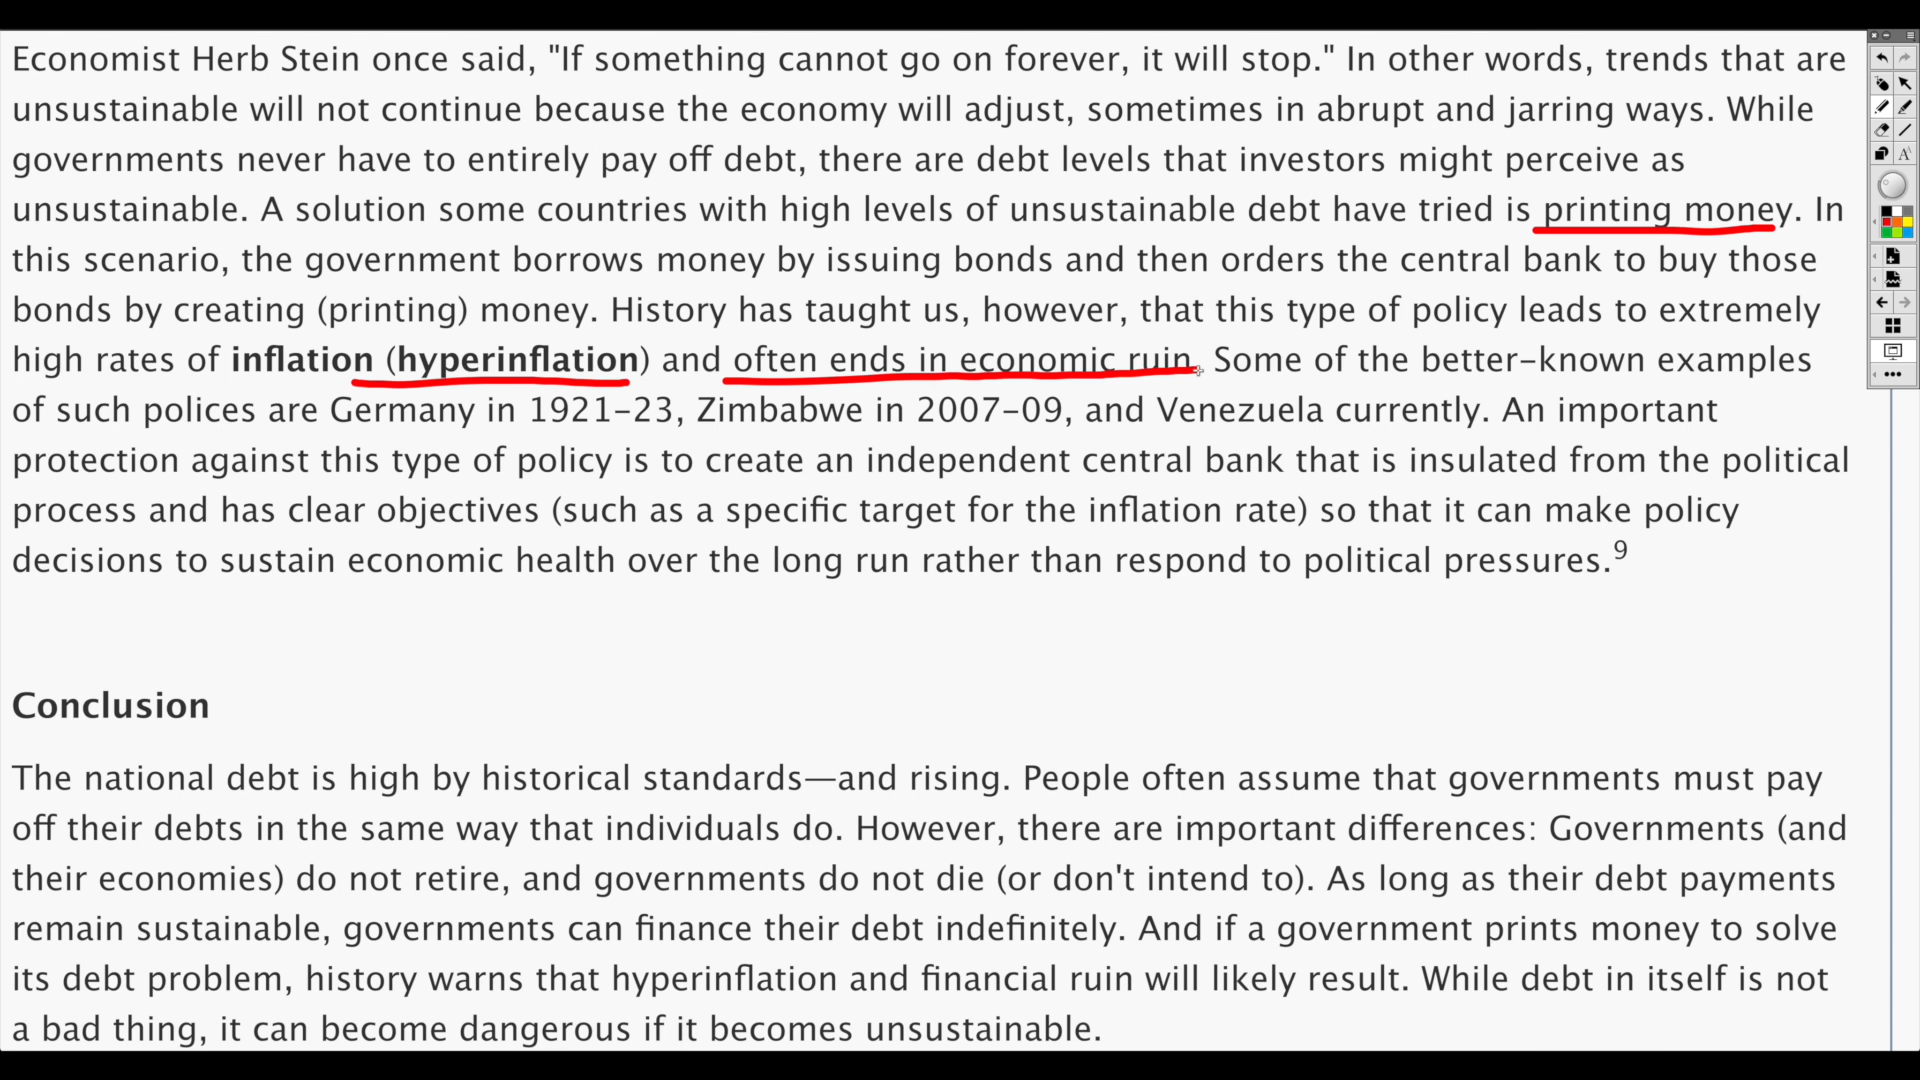 Economist Herb Stein once said, "If something cannot go on forever, it will stop." In other words, trends that are
unsustainable will not continue because the economy will adjust, sometimes in abrupt and jarring ways. While
governments never have to entirely pay off debt, there are debt levels that investors might perceive as
unsustainable. A solution some countries with high levels of unsustainable debt have tried is printing money. In
this scenario, the government borrows money by issuing bonds and then orders the central bank to buy those
bonds by creating (printing) money. History has taught us, however, that this type of policy leads to extremely
high rates of inflation (hyperinflation) and often ends in economic ruin. Some of the better-known examples
of such polices are Germany in 1921-23, Zimbabwe in 2007-09, and Venezuela currently. An important
protection against this type of policy is to create an independent central bank that is insulated from the political
process and has clear objectives (such as a specific target for the inflation rate) so that it can make policy
decisions to sustain economic health over the long run rather than respond to political pressures.9
Conclusion
The national debt is high by historical standards—and rising. People often assume that governments must pay
off their debts in the same way that individuals do. However, there are important differences: Governments (and
their economies) do not retire, and governments do not die (or don't intend to). As long as their debt payments
remain sustainable, governments can finance their debt indefinitely. And if a government prints money to solve
its debt problem, history warns that hyperinflation and financial ruin will likely result. While debt in itself is not
a bad thing, it can become dangerous if it becomes unsustainable.